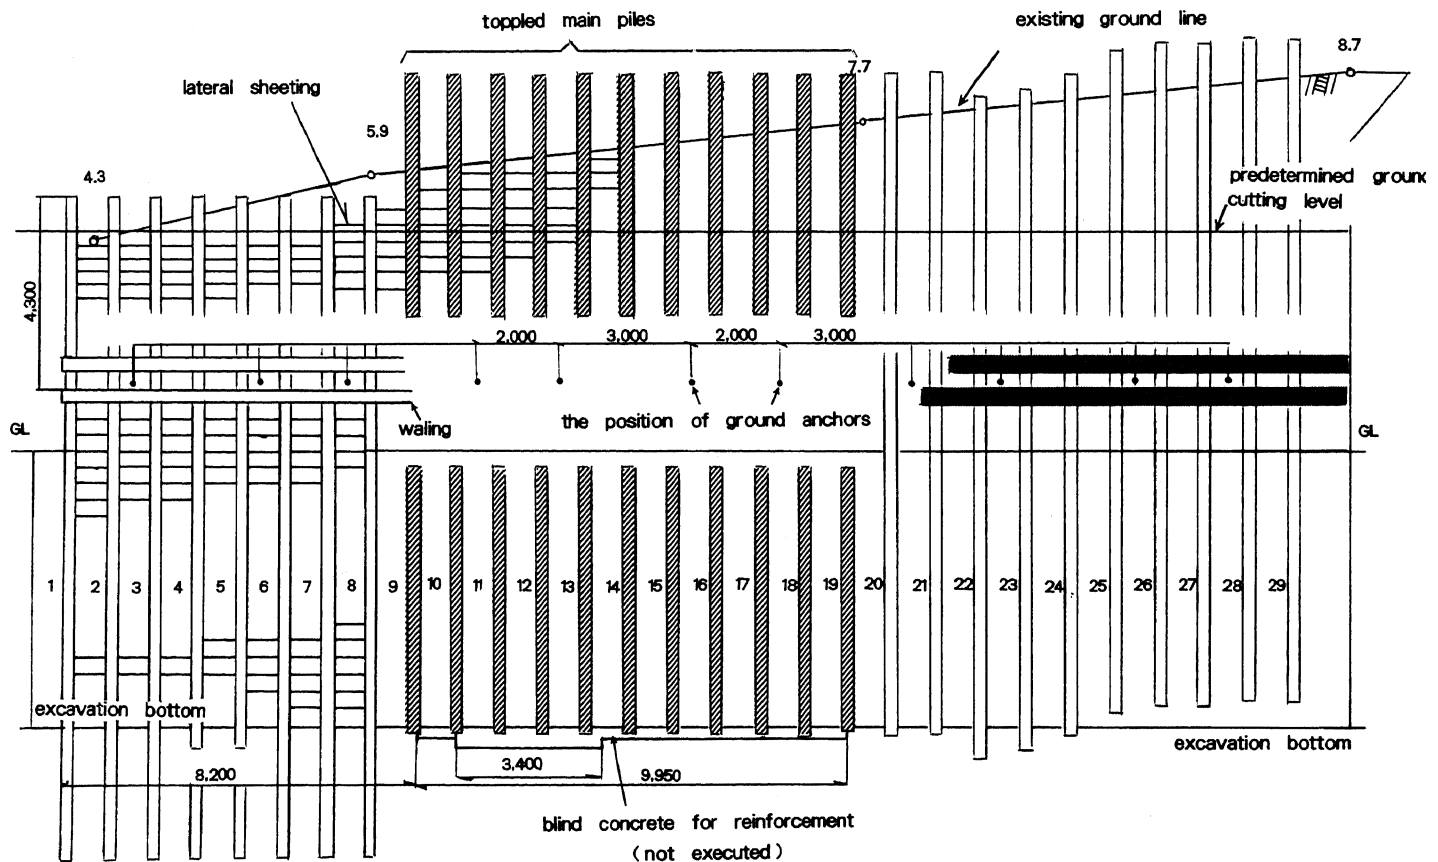 toppled main piles
existing ground line
8.7
7.7
lateral sheeting
5.9
4.3
predetermined ground
cutting level
4,300
2,000 3,000 2,000 3,000
waling
the position of ground anchors
GL
GL
1 2 3 4 5 6 7 8 9 10 11 12 13 14 15 16 17 18 19 20 21 22 23 24 25 26 27 28 29
excavation bottom
excavation bottom
8,200
3,400
9,950
blind concrete for reinforcement
(not executed)